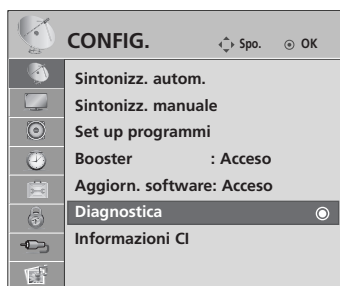 CONFIG. Spo. OK
Sintonizz. autom.
Sintonizz. manuale
Set up programmi
Booster : Acceso
Aggiorn. software: Acceso
Diagnostica
Informazioni CI